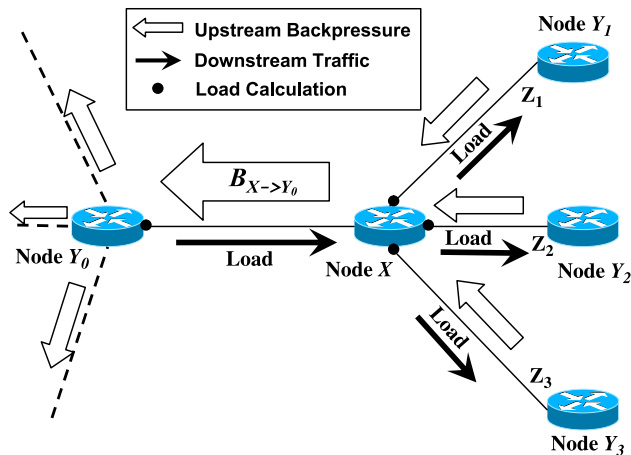 Upstream Backpressure
Downstream Traffic
Load Calculation
Node Y1
Z1
Load
BX->Y0
Load
Node Y0
Node X
Load
Z2
Node Y2
Load
Z3
Node Y3